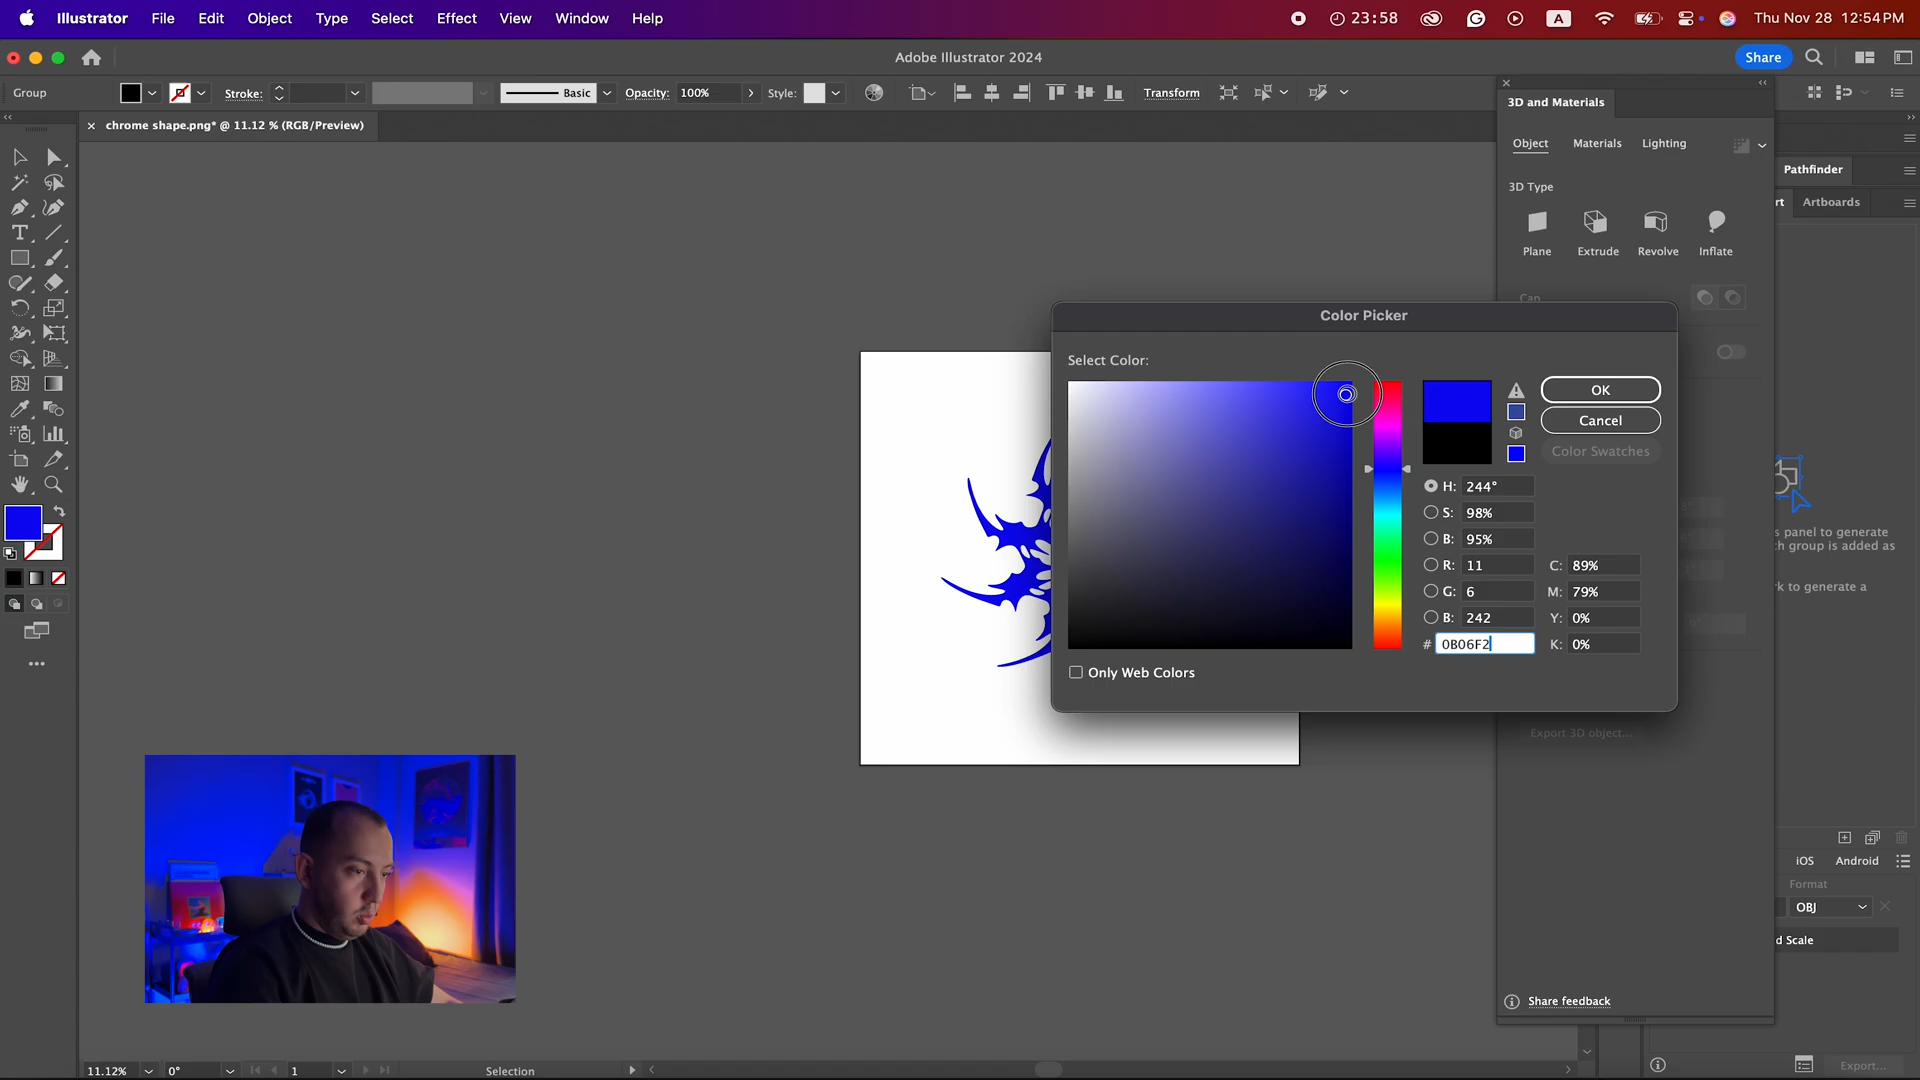 Illustrator File Edit Object Type Select Effect View Window Help
23:58 A Thu Nov 28 12:54 PM
Adobe Illustrator 2024
Share
Group
Stroke:
Basic
Opacity: 100%
Style:
Transform
× chrome shape.png* @ 11.12 % (RGB/Preview)
3D and Materials
Object Materials Lighting
3D Type
Plane Extrude Revolve Inflate
Cap
Pathfinder
rt Artboards
Color Picker
Select Color:
OK
Cancel
Color Swatches
H: 244°
S: 98%
B: 95%
R: 11
G: 6
B: 242
# 0B06F2
C: 89%
M: 79%
Y: 0%
K: 0%
Only Web Colors
s panel to generate
ch group is added as
rk to generate a
Export 3D object...
iOS Android
Format
OBJ
d Scale
Share feedback
11.12% 0° 1 Selection
Export...